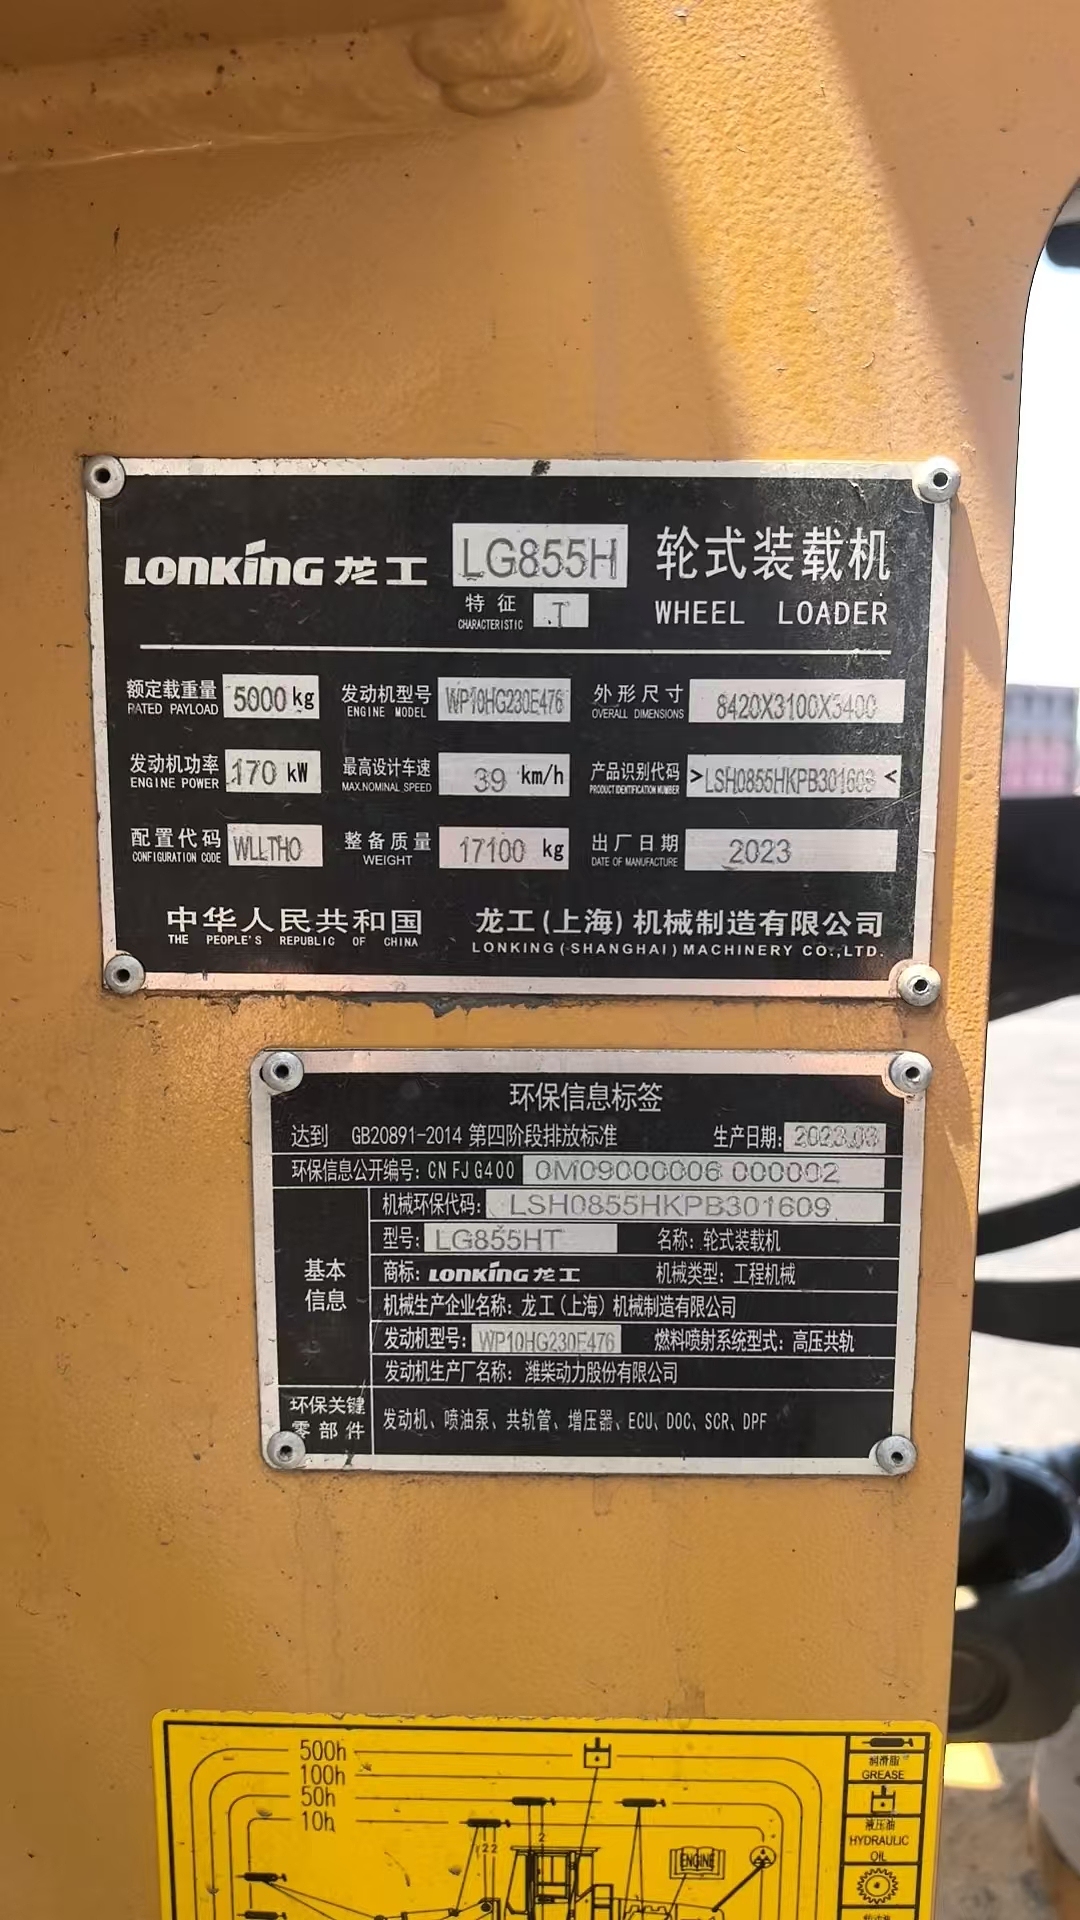 LONKING 龙工 LG855H 轮式装载机
特征 CHARACTERISTIC T WHEEL LOADER
额定载重量 RATED PAYLOAD 5000 kg 发动机型号 ENGINE MODEL WP10HG230E476 外形尺寸 OVERALL DIMENSIONS 8420X3100X3400
发动机功率 ENGINE POWER 170 kW 最高设计车速 MAX.NOMINAL SPEED 39 km/h 产品识别代码 PRODUCT IDENTIFICATION NUMBER >LSH0855HKPB301609<
配置代码 CONFIGURATION CODE WLLTHO 整备质量 WEIGHT 17100 kg 出厂日期 DATE OF MANUFACTURE 2023
中华人民共和国 龙工(上海)机械制造有限公司
THE PEOPLE'S REPUBLIC OF CHINA LONKING(SHANGHAI)MACHINERY CO.,LTD.
环保信息标签
达到 GB20891-2014 第四阶段排放标准 生产日期: 2023.03
环保信息公开编号: CN FJ G400 0M09000006 000002
机械环保代码: LSH0855HKPB301609
型号: LG855HT 名称: 轮式装载机
基本信息
商标: LONKING 龙工 机械类型: 工程机械
机械生产企业名称: 龙工(上海)机械制造有限公司
发动机型号: WP10HG230E476 燃料喷射系统型式: 高压共轨
发动机生产厂名称: 潍柴动力股份有限公司
环保关键零部件 发动机、喷油泵、共轨管、增压器、ECU、DOC、SCR、DPF
500h
100h
50h
10h
2
22
ENGINE
润滑脂
GREASE
液压油
HYDRAULIC
OIL